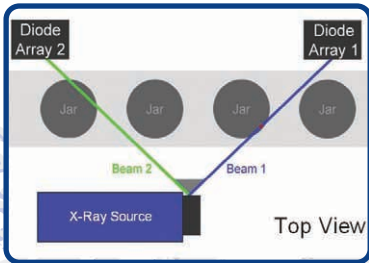 Diode
Array 2
Diode
Array 1
Jar
Jar
Jar
Jar
Beam 2
Beam 1
X-Ray Source
Top View